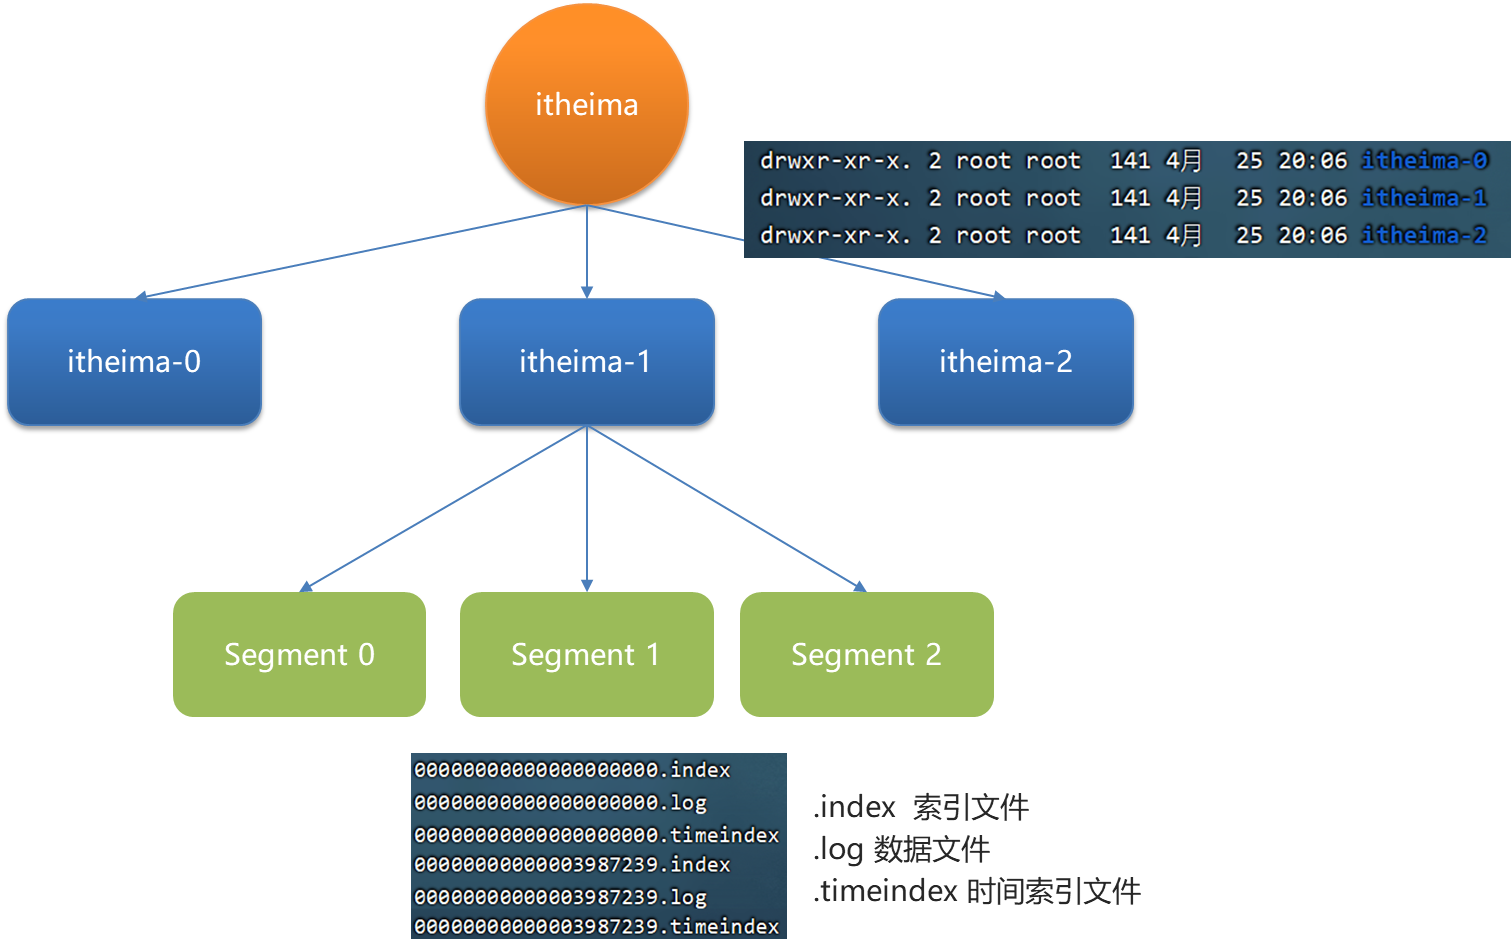 itheima
drwxr-xr-x. 2 root root 141 4月 25 20:06 itheima-0
drwxr-xr-x. 2 root root 141 4月 25 20:06 itheima-1
drwxr-xr-x. 2 root root 141 4月 25 20:06 itheima-2
itheima-0
itheima-1
itheima-2
Segment 0
Segment 1
Segment 2
00000000000000000000.index
00000000000000000000.log
00000000000000000000.timeindex
00000000000003987239.index
00000000000003987239.log
00000000000003987239.timeindex
.index 索引文件
.log 数据文件
.timeindex 时间索引文件